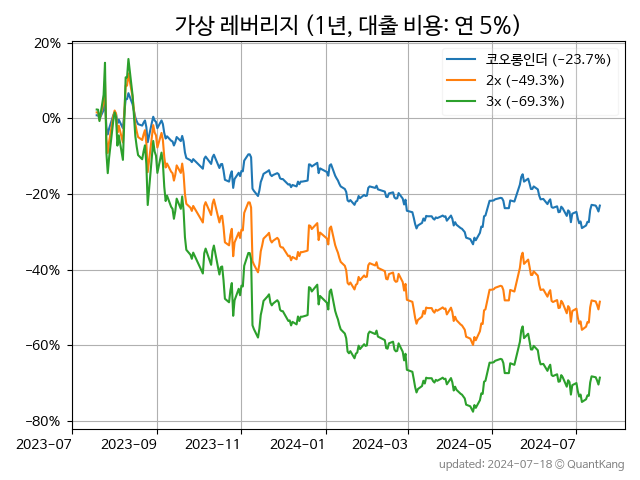 가상 레버리지 (1년, 대출 비용: 연 5%)
코오롱인더 (−23.7%)
2x (−49.3%)
3x (−69.3%)
20%
0%
−20%
−40%
−60%
−80%
2023-07 2023-09 2023-11 2024-01 2024-03 2024-05 2024-07
updated: 2024-07-18 © QuantKang